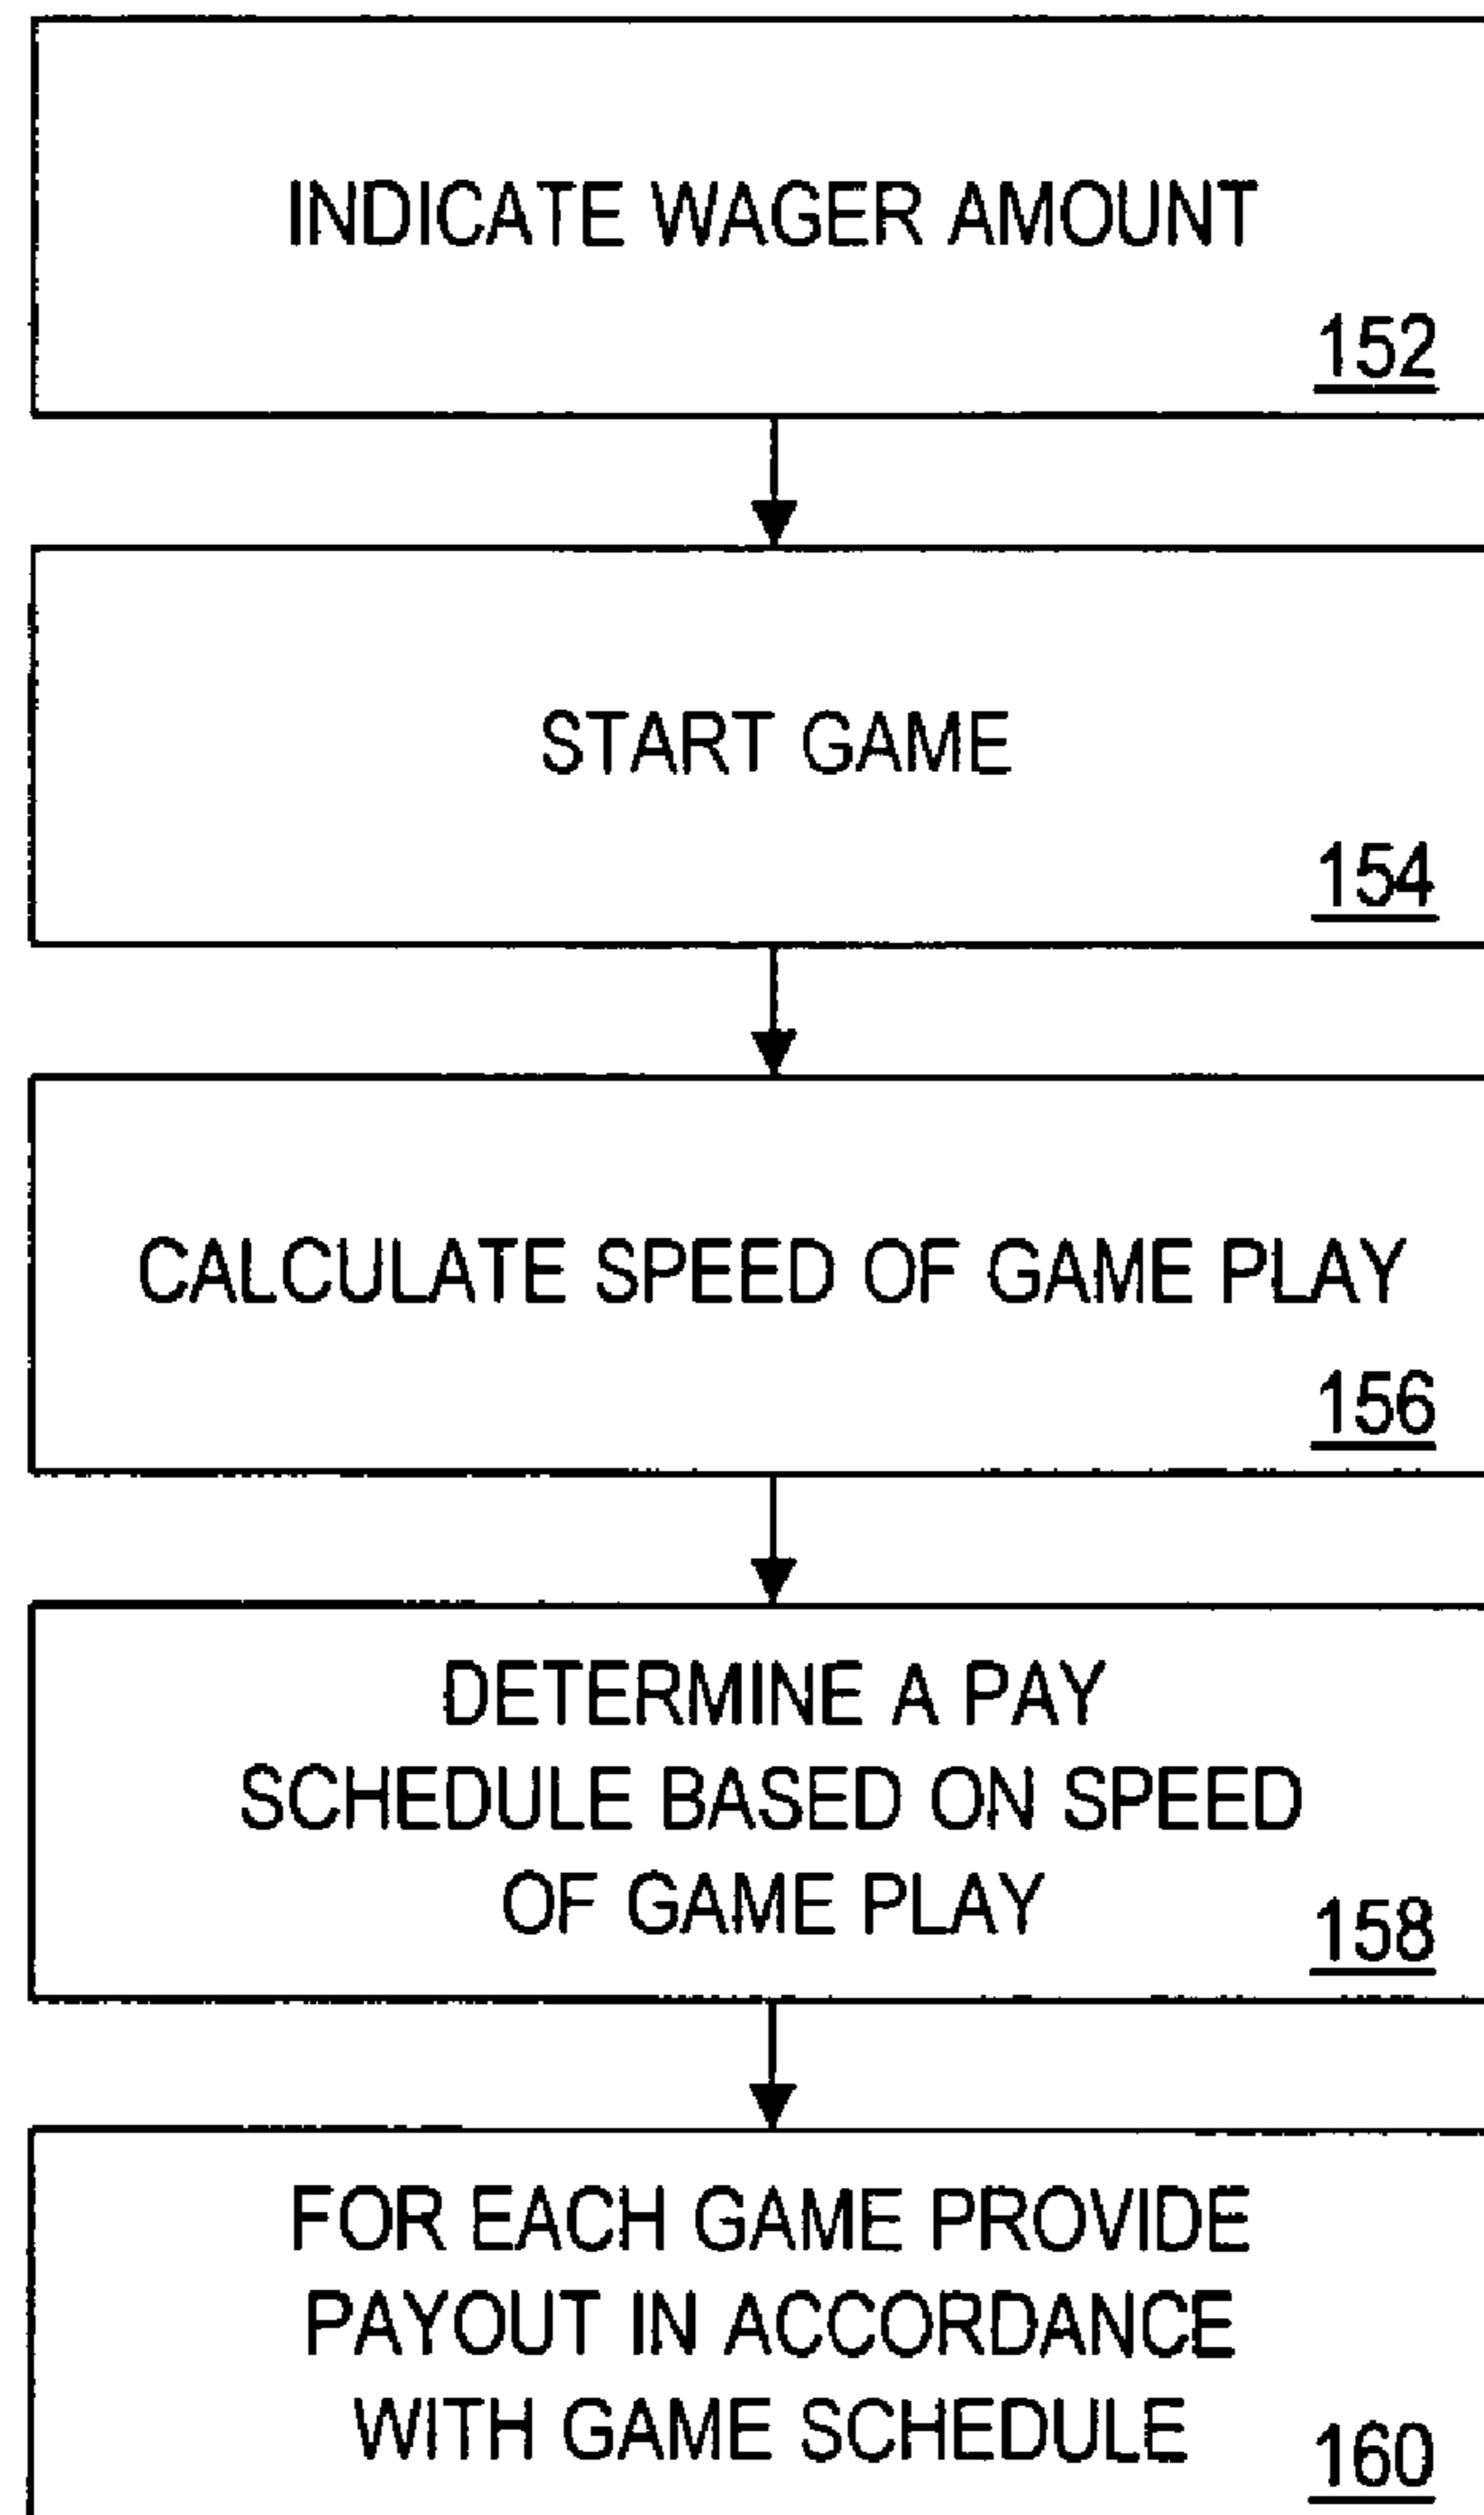 INDICATE WAGER AMOUNT
152
START GAME
154
CALCULATE SPEED OF GAME PLAY
156
DETERMINE A PAY
SCHEDULE BASED ON SPEED
OF GAME PLAY
158
FOR EACH GAME PROVIDE
PAYOUT IN ACCORDANCE
WITH GAME SCHEDULE
160